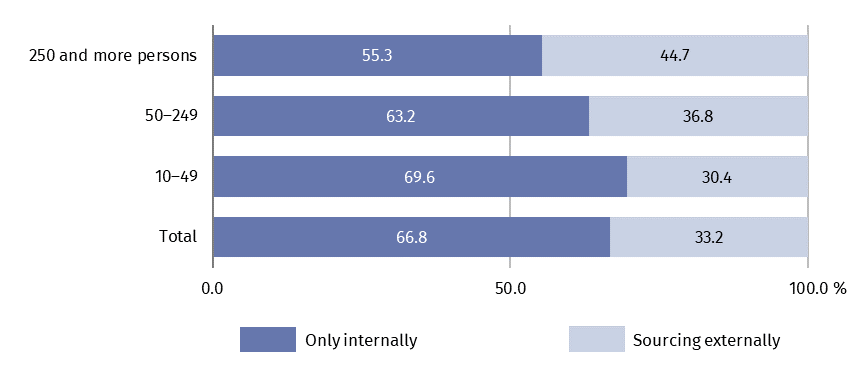 250 and more persons 55.3 44.7
50–249 63.2 36.8
10–49 69.6 30.4
Total 66.8 33.2
0.0 50.0 100.0 %
Only internally Sourcing externally